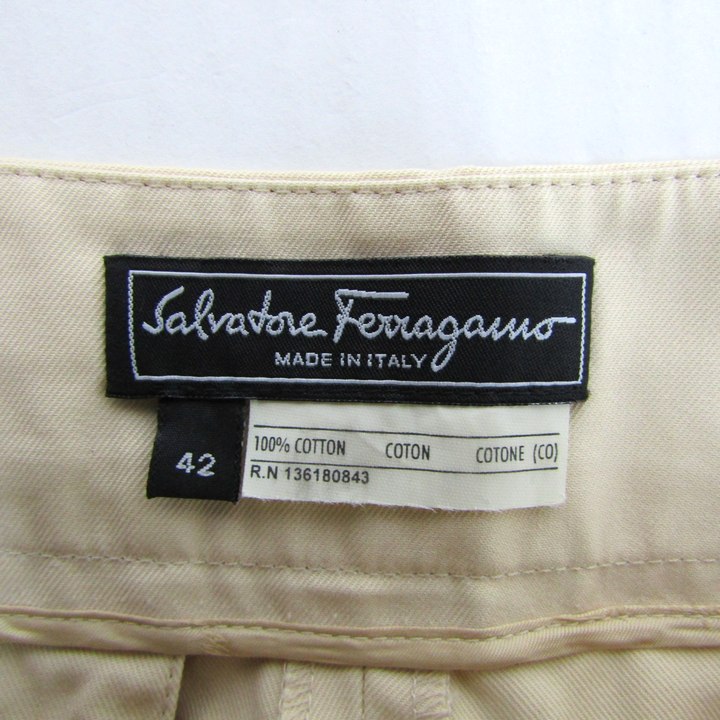 Salvatore Ferragamo
MADE IN ITALY
42
100% COTTON COTON COTONE (CO)
R.N 136180843